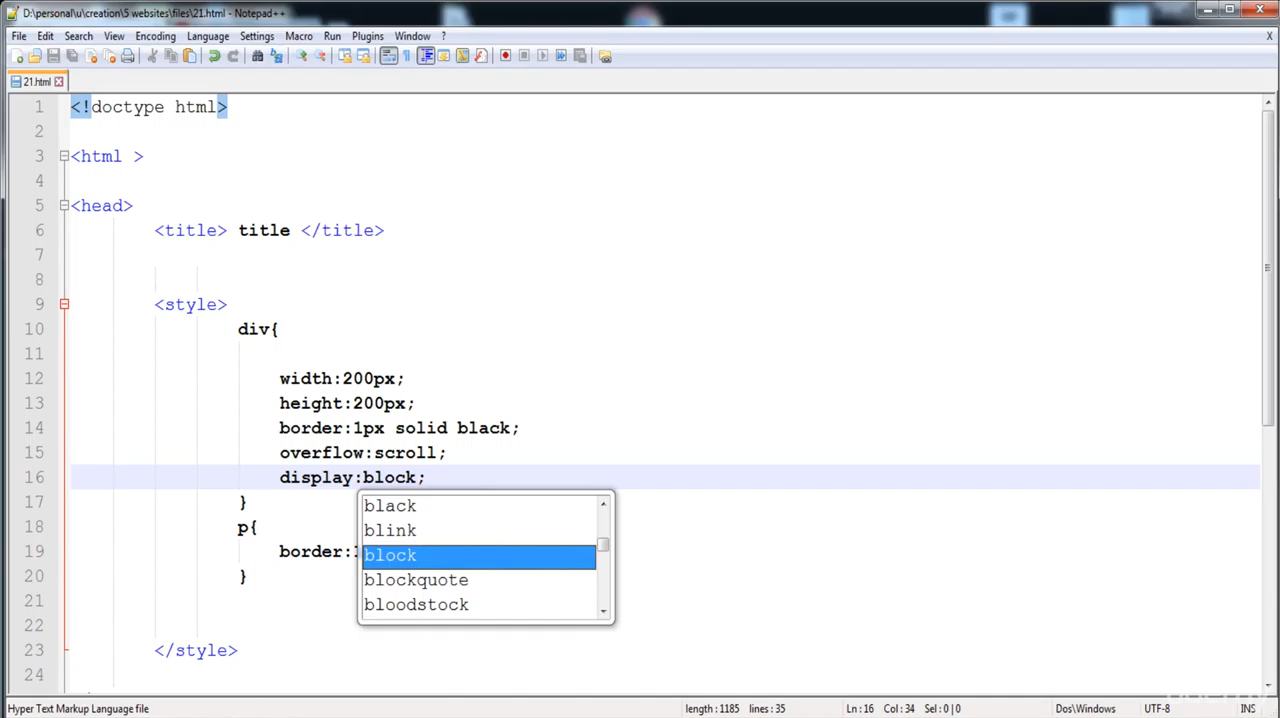 D:\personal\u\creation\5 websites\files\21.html - Notepad++
File Edit Search View Encoding Language Settings Macro Run Plugins Window ? X
21.html
1 <!doctype html>
2
3 <html >
4
5 <head>
6 <title> title </title>
7
8
9 <style>
10 div{
11
12 width:200px;
13 height:200px;
14 border:1px solid black;
15 overflow:scroll;
16 display:block;
17 }
18 p{
19 border:
20 }
21
22
23 </style>
24
black
blink
block
blockquote
bloodstock
Hyper Text Markup Language file length : 1185 lines : 35 Ln : 16 Col : 34 Sel : 0 | 0 Dos\Windows UTF-8 INS